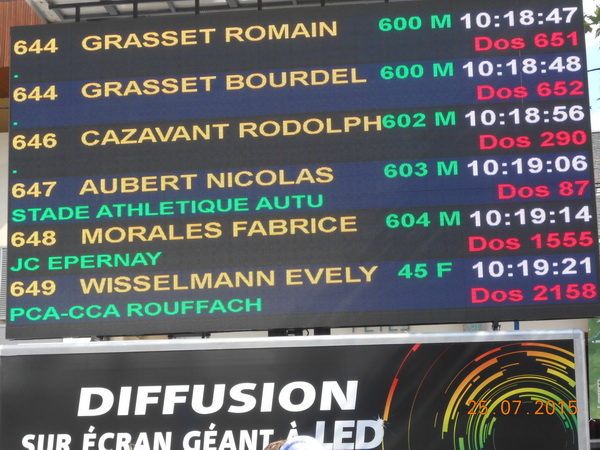 644 GRASSET ROMAIN 600 M 10:18:47
. Dos 651
644 GRASSET BOURDEL 600 M 10:18:48
. Dos 652
646 CAZAVANT RODOLPH 602 M 10:18:56
. Dos 290
647 AUBERT NICOLAS 603 M 10:19:06
STADE ATHLETIQUE AUTU Dos 87
648 MORALES FABRICE 604 M 10:19:14
JC EPERNAY Dos 1555
649 WISSELMANN EVELY 45 F 10:19:21
PCA-CCA ROUFFACH Dos 2158
DIFFUSION
SUR ÉCRAN GÉANT À LED
25.07.2015